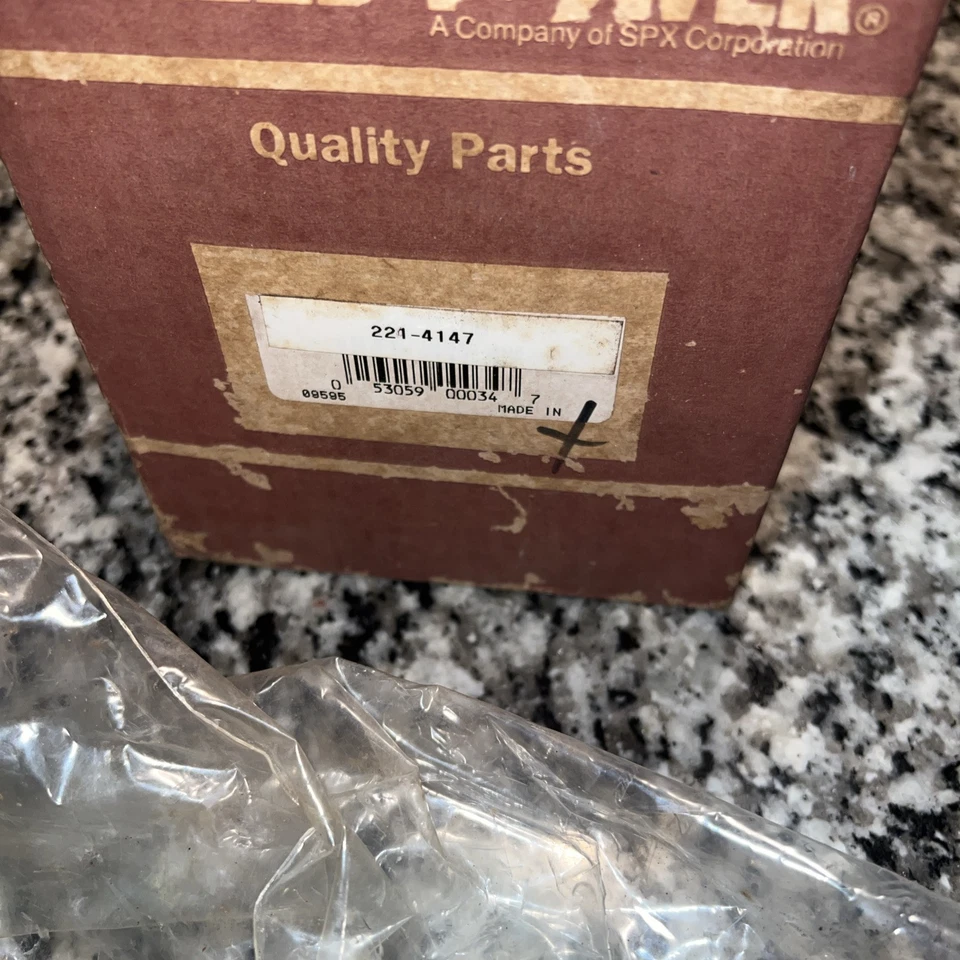 A Company of SPX Corporation
Quality Parts
221-4147
0 53059 00034 7
09595
MADE IN